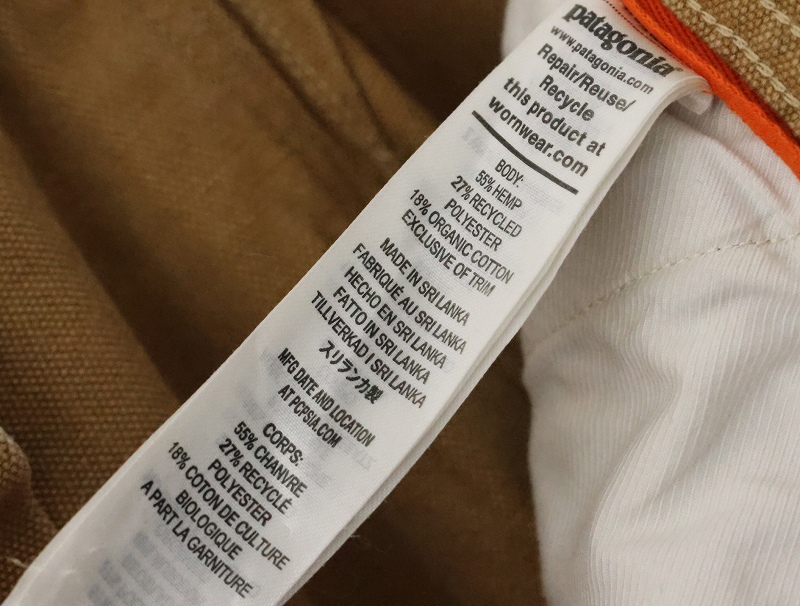 patagonia®
www.patagonia.com
Repair/Reuse/
Recycle
this product at
wornwear.com
BODY:
55% HEMP
27% RECYCLED
POLYESTER
18% ORGANIC COTTON
EXCLUSIVE OF TRIM
MADE IN SRI LANKA
FABRIQUÉ AU SRI LANKA
HECHO EN SRI LANKA
FATTO IN SRI LANKA
TILLVERKAD I SRI LANKA
スリランカ製
MFG DATE AND LOCATION
AT PCPSIA.COM
CORPS:
55% CHANVRE
27% RECYCLÉ
POLYESTER
18% COTON DE CULTURE
BIOLOGIQUE
A PART LA GARNITURE